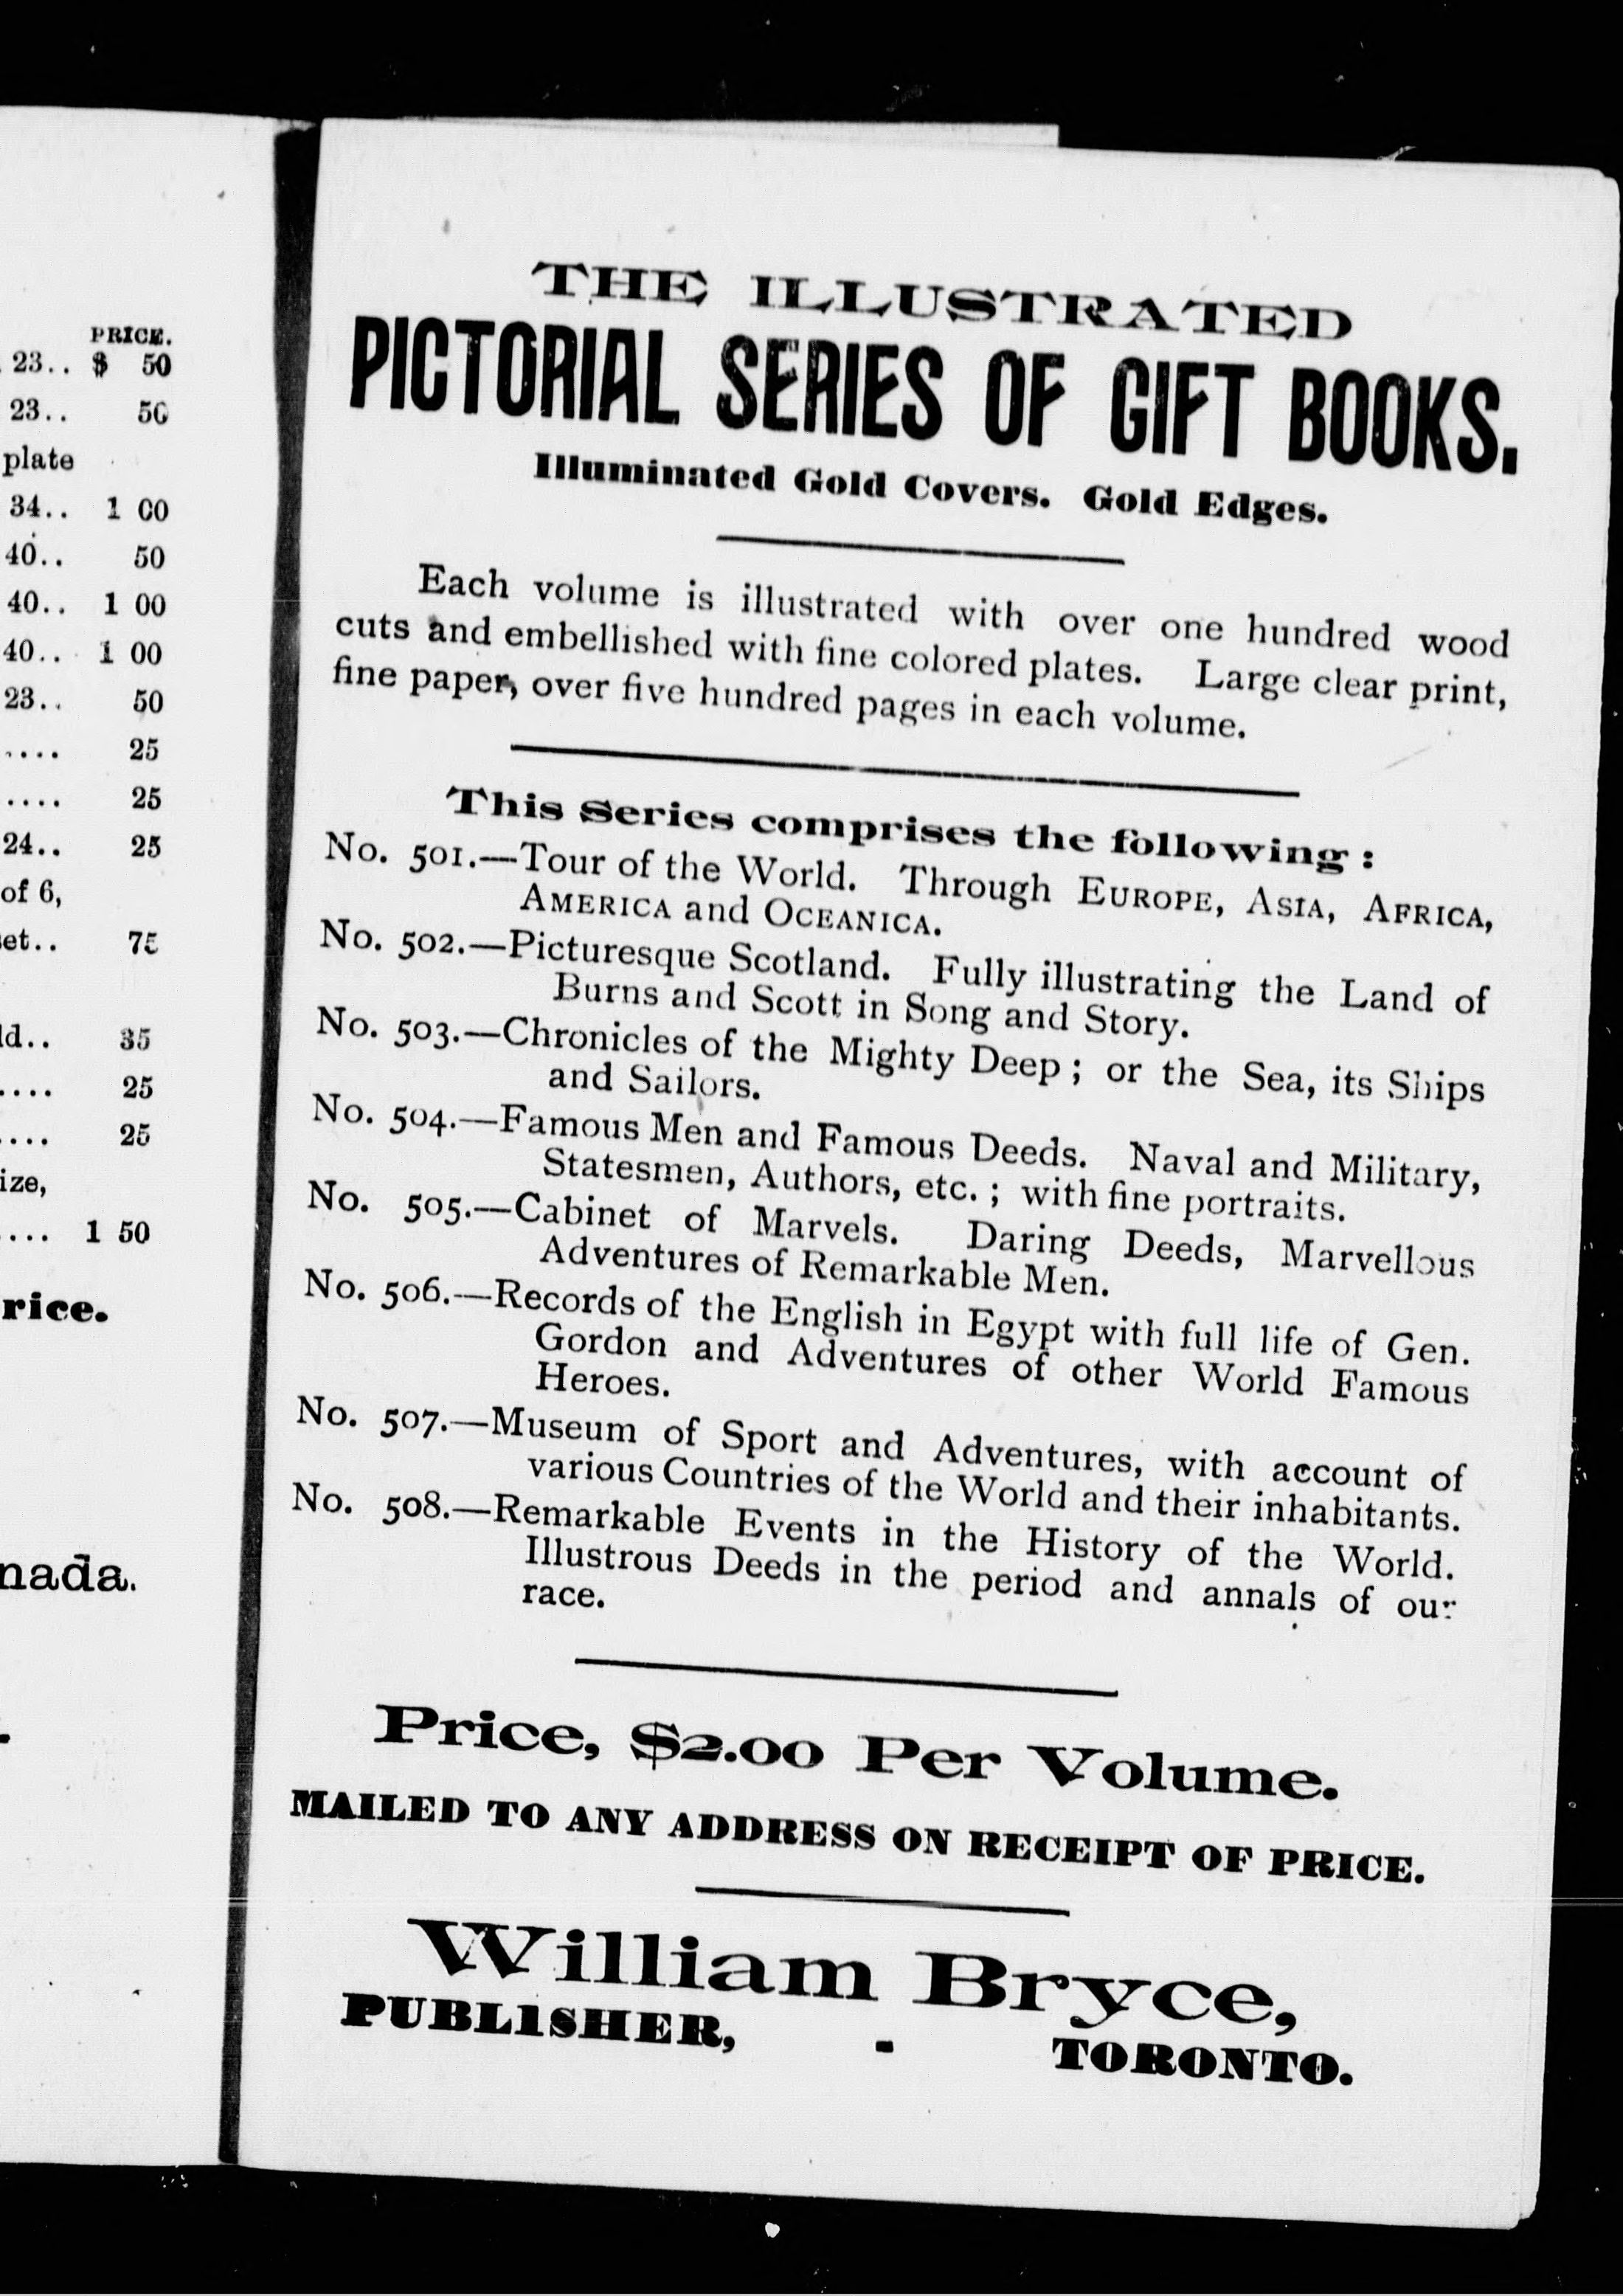 PRICE.
23.. $ 50
23.. 50
plate
34.. 1 00
40.. 50
40.. 1 00
40.. 1 00
23.. 50
.... 25
.... 25
24.. 25
of 6,
et.. 75
ld.. 35
.... 25
.... 25
ize,
.... 1 50
rice.
nada.
THE ILLUSTRATED
PICTORIAL SERIES OF GIFT BOOKS.
Illuminated Gold Covers. Gold Edges.
Each volume is illustrated with over one hundred wood
cuts and embellished with fine colored plates. Large clear print,
fine paper, over five hundred pages in each volume.
This Series comprises the following:
No. 501.—Tour of the World. Through EUROPE, ASIA, AFRICA,
AMERICA and OCEANICA.
No. 502.—Picturesque Scotland. Fully illustrating the Land of
Burns and Scott in Song and Story.
No. 503.—Chronicles of the Mighty Deep; or the Sea, its Ships
and Sailors.
No. 504.—Famous Men and Famous Deeds. Naval and Military,
Statesmen, Authors, etc.; with fine portraits.
No. 505.—Cabinet of Marvels. Daring Deeds, Marvellous
Adventures of Remarkable Men.
No. 506.—Records of the English in Egypt with full life of Gen.
Gordon and Adventures of other World Famous
Heroes.
No. 507.—Museum of Sport and Adventures, with account of
various Countries of the World and their inhabitants.
No. 508.—Remarkable Events in the History of the World.
Illustrous Deeds in the period and annals of our
race.
Price, $2.00 Per Volume.
MAILED TO ANY ADDRESS ON RECEIPT OF PRICE.
William Bryce,
PUBLISHER, - TORONTO.